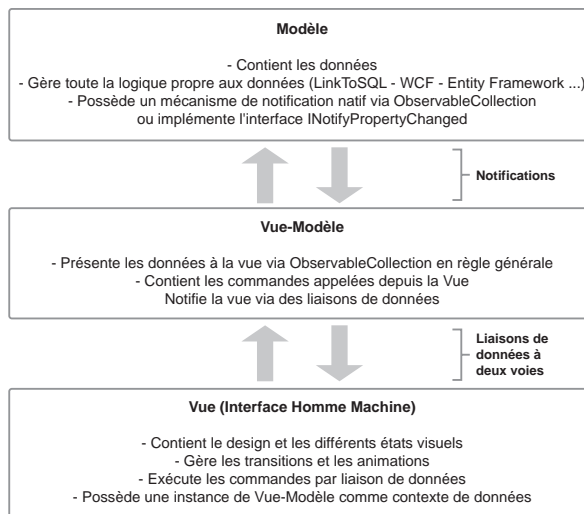 Modèle
- Contient les données
- Gère toute la logique propre aux données (LinkToSQL - WCF - Entity Framework ...)
- Possède un mécanisme de notification natif via ObservableCollection
ou implémente l'interface INotifyPropertyChanged
Notifications
Vue-Modèle
- Présente les données à la vue via ObservableCollection en règle générale
- Contient les commandes appelées depuis la Vue
Notifie la vue via des liaisons de données
Liaisons de
données à
deux voies
Vue (Interface Homme Machine)
- Contient le design et les différents états visuels
- Gère les transitions et les animations
- Exécute les commandes par liaison de données
- Possède une instance de Vue-Modèle comme contexte de données